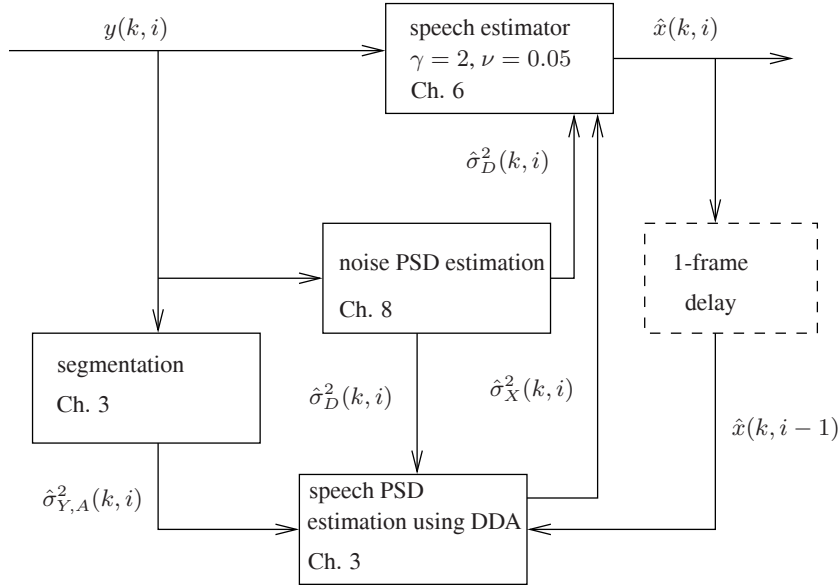 y(k, i)
speech estimator
γ = 2, ν = 0.05
Ch. 6
x̂(k, i)
σ̂²_D(k, i)
noise PSD estimation
Ch. 8
1-frame
delay
segmentation
Ch. 3
σ̂²_D(k, i)
σ̂²_X(k, i)
x̂(k, i − 1)
σ̂²_{Y,A}(k, i)
speech PSD
estimation using DDA
Ch. 3